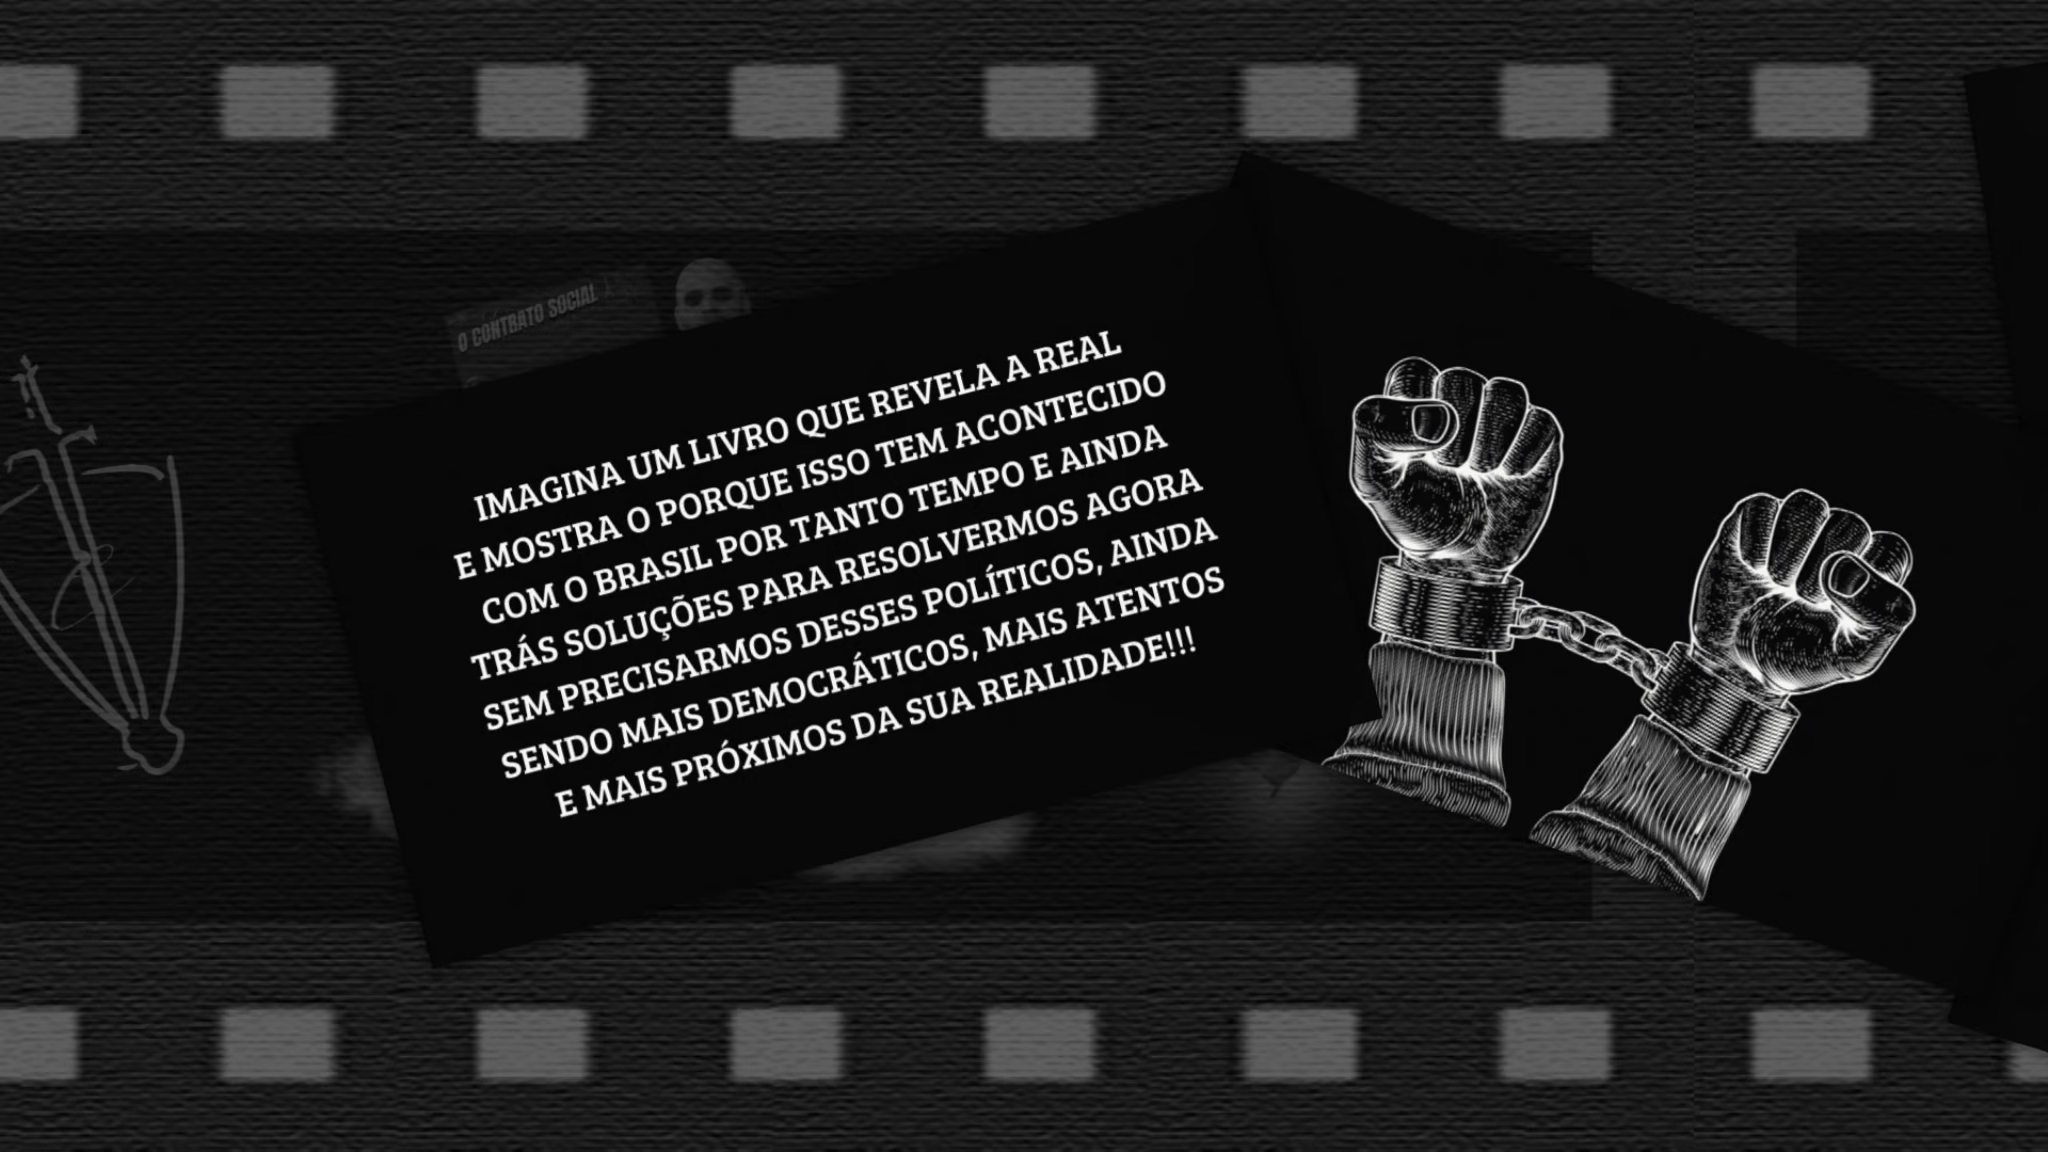 O CONTRATO SOCIAL
IMAGINA UM LIVRO QUE REVELA A REAL
E MOSTRA O PORQUE ISSO TEM ACONTECIDO
COM O BRASIL POR TANTO TEMPO E AINDA
TRÁS SOLUÇÕES PARA RESOLVERMOS AGORA
SEM PRECISARMOS DESSES POLÍTICOS, AINDA
SENDO MAIS DEMOCRÁTICOS, MAIS ATENTOS
E MAIS PRÓXIMOS DA SUA REALIDADE!!!